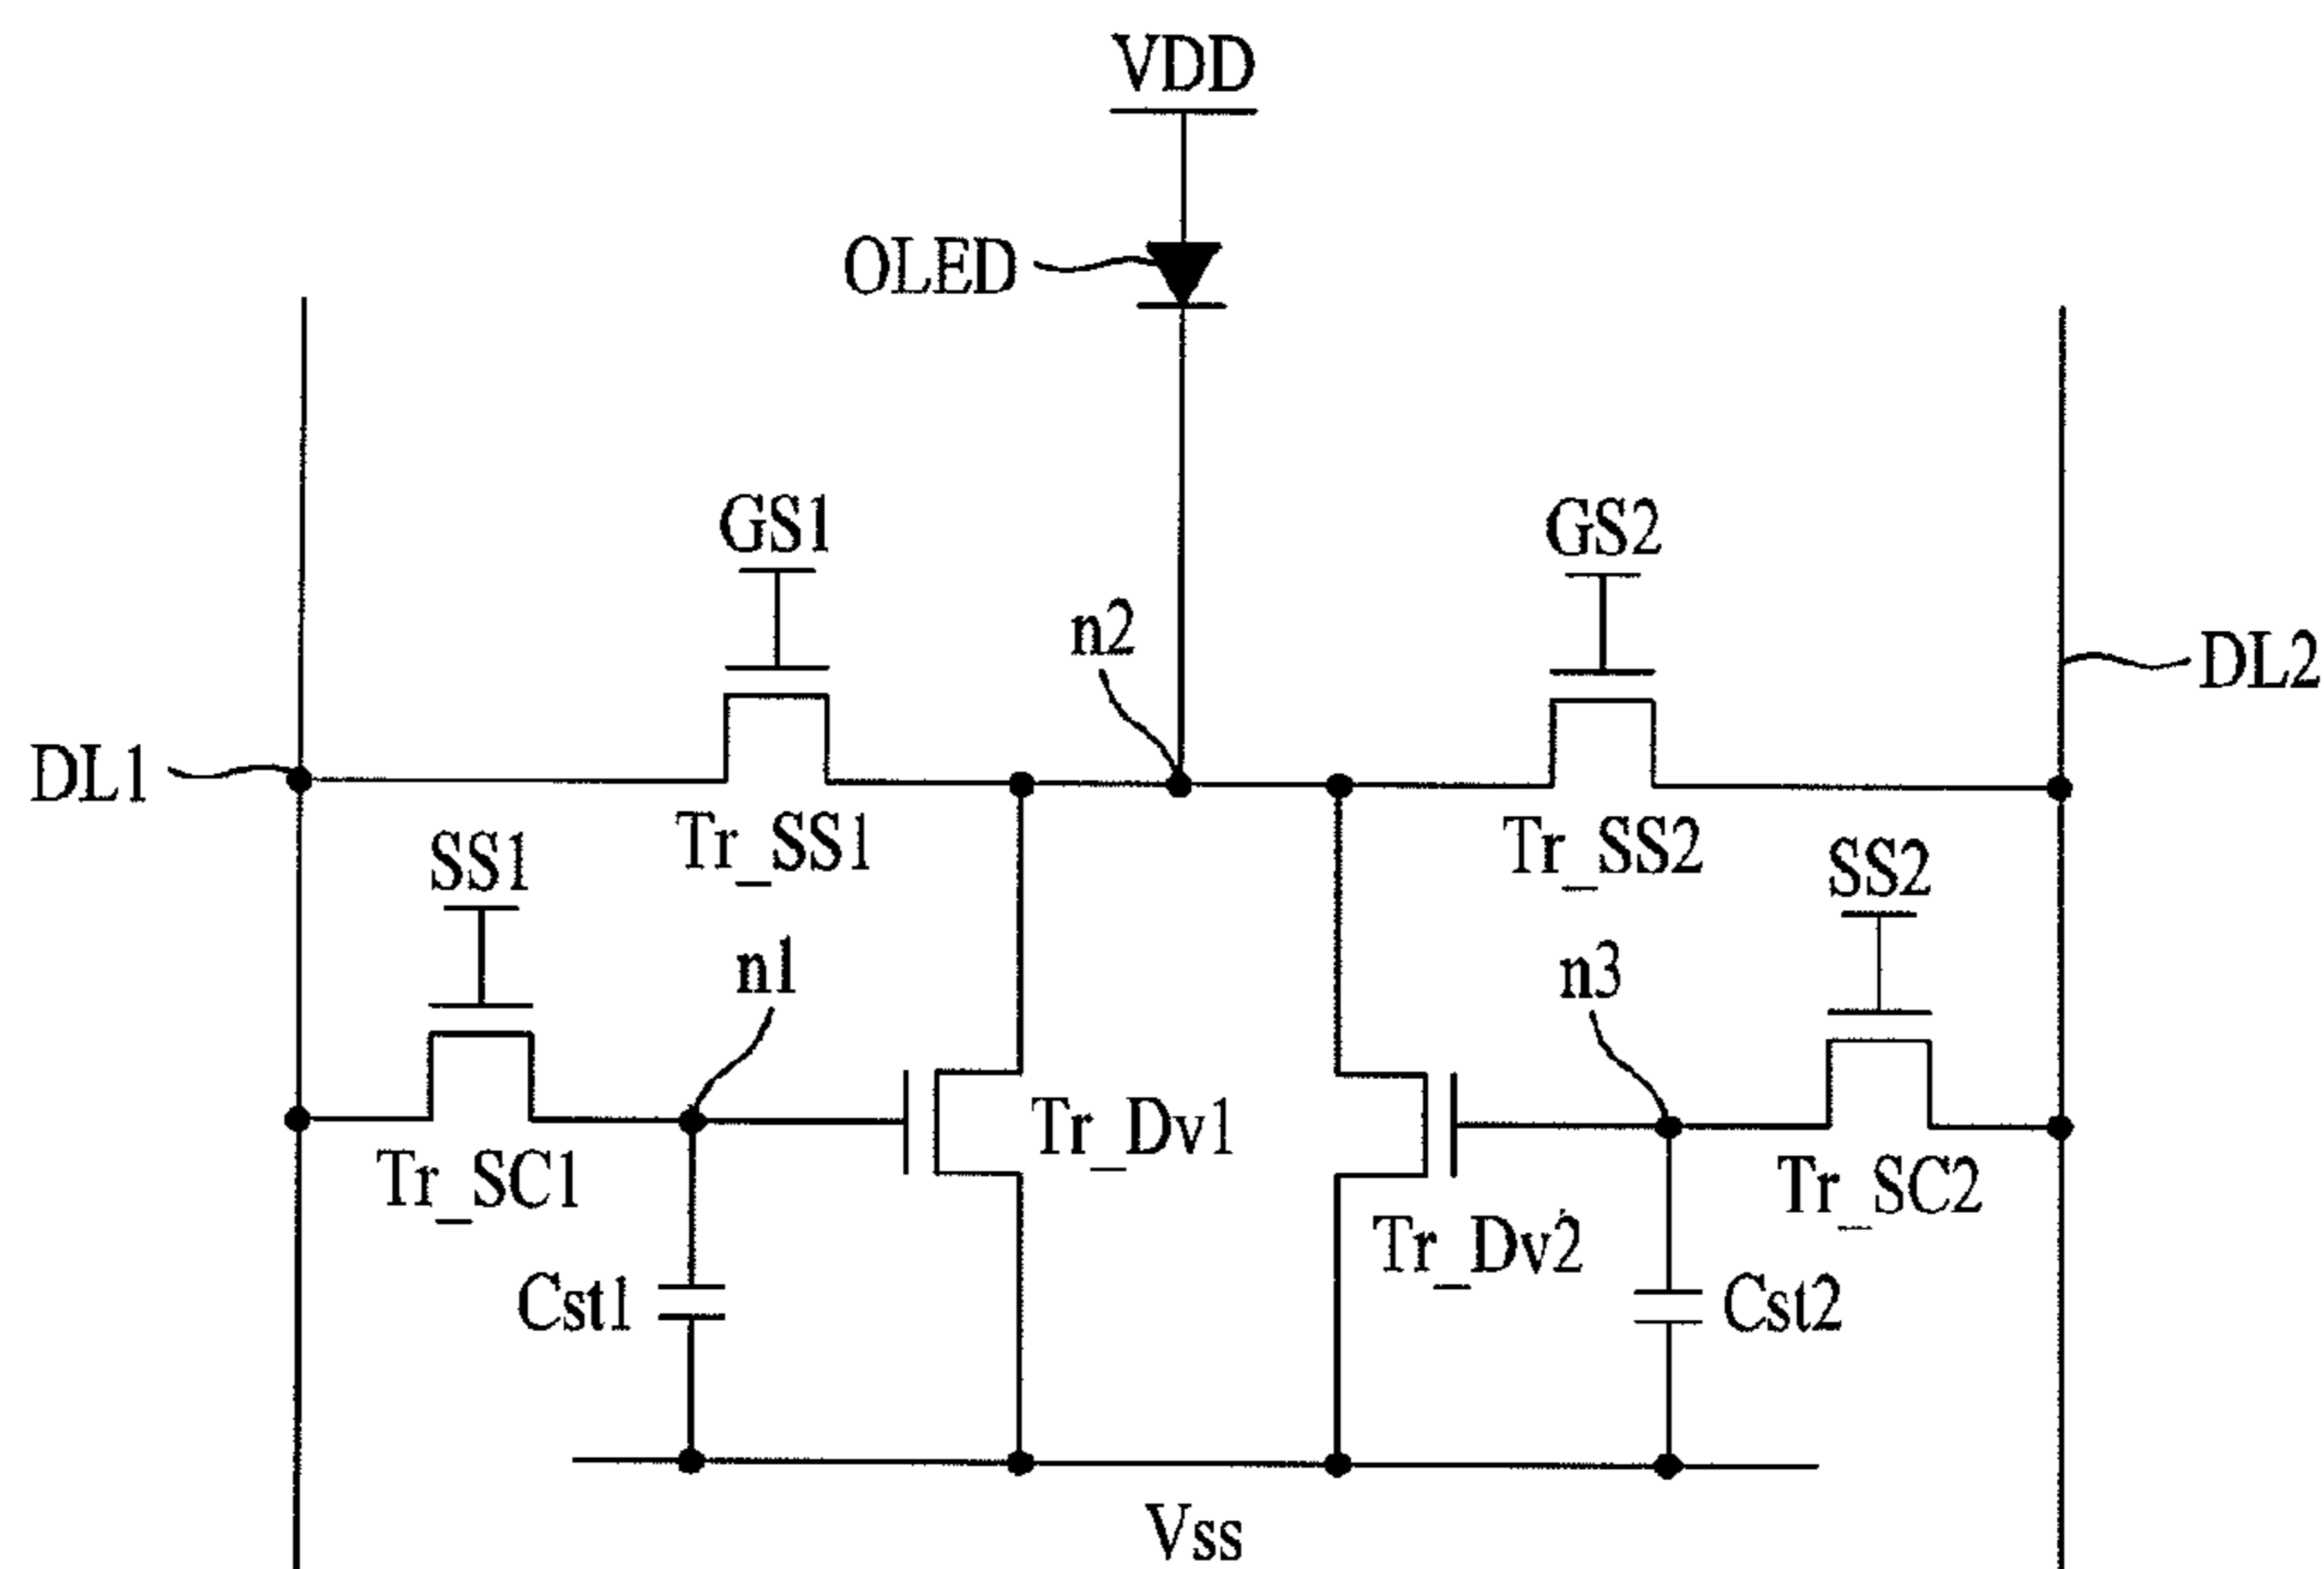 VDD
OLED
GS1
GS2
n2
DL2
DL1
Tr_SS1
Tr_SS2
SS1
SS2
n1
n3
Tr_Dv1
Tr_SC1
Tr_SC2
Tr_Dv2
Cst1
Cst2
Vss